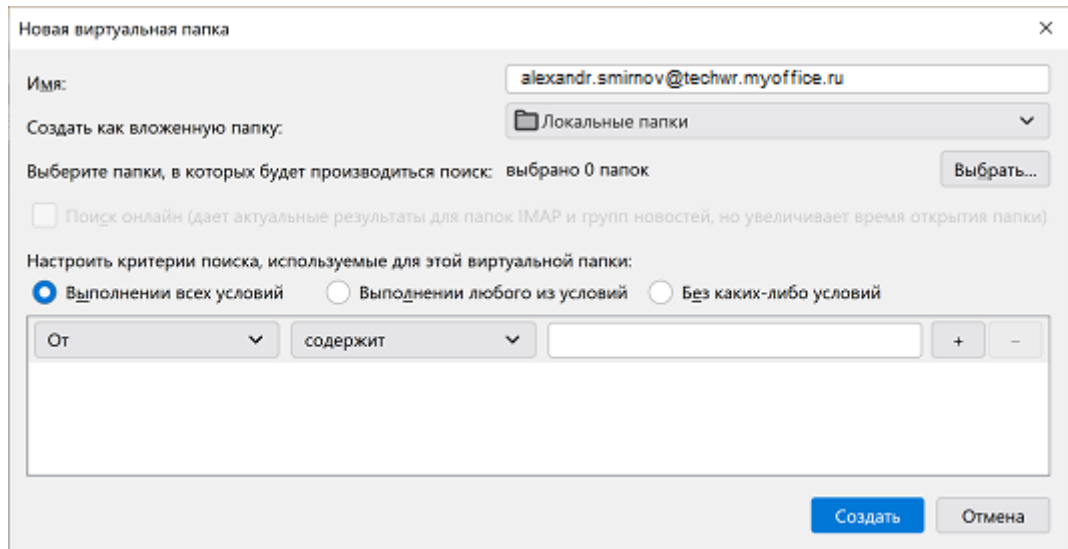 Новая виртуальная папка
Имя: alexandr.smirnov@techwr.myoffice.ru
Создать как вложенную папку: Локальные папки
Выберите папки, в которых будет производиться поиск: выбрано 0 папок Выбрать...
Поиск онлайн (дает актуальные результаты для папок IMAP и групп новостей, но увеличивает время открытия папки)
Настроить критерии поиска, используемые для этой виртуальной папки:
Выполнении всех условий Выполнении любого из условий Без каких-либо условий
От содержит + −
Создать Отмена